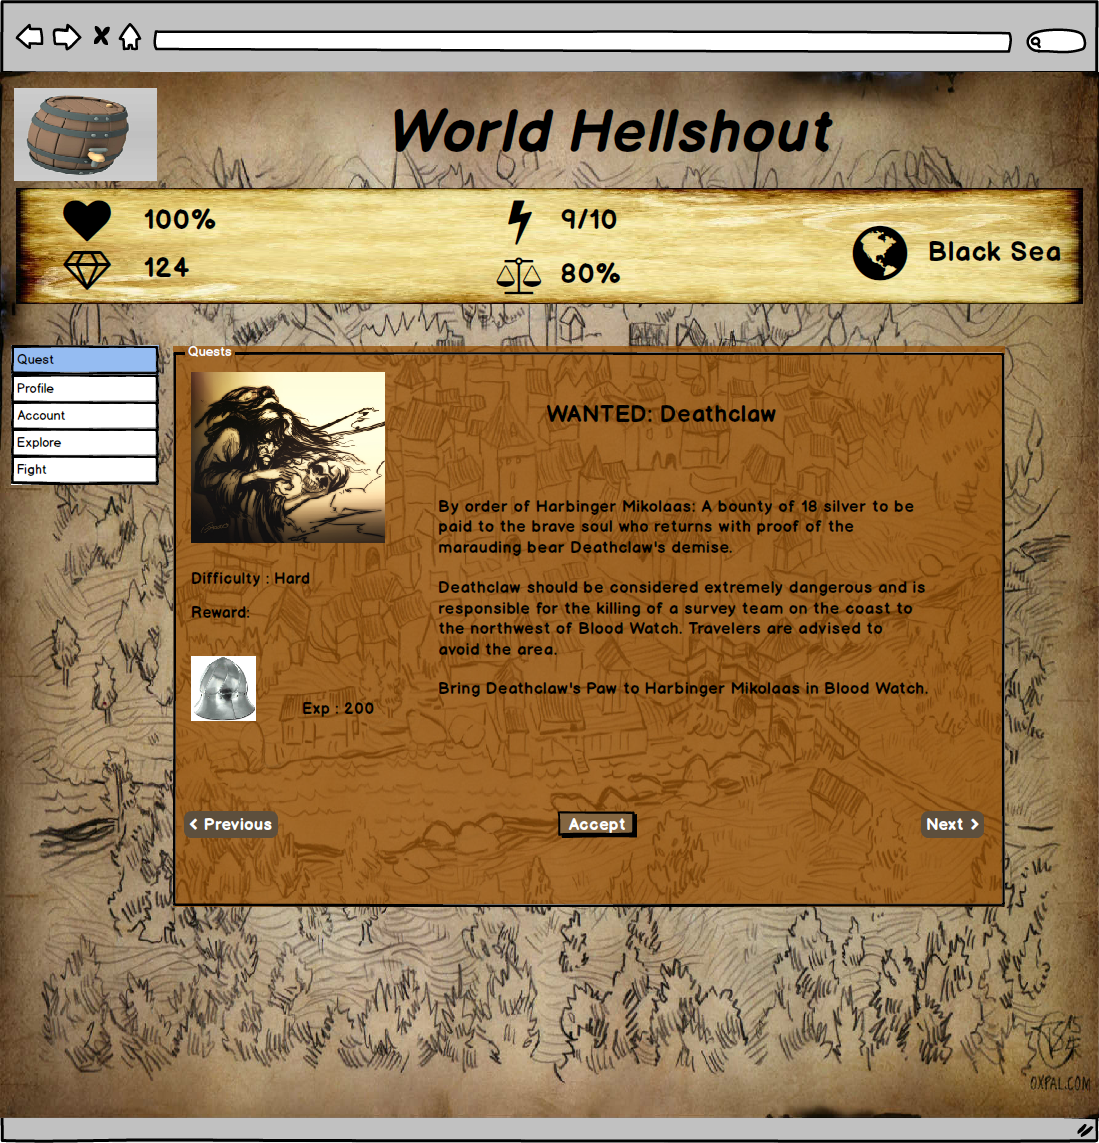 World Hellshout
100%
9/10
124
80%
Black Sea
Quest
Profile
Account
Explore
Fight
Quests
WANTED: Deathclaw
By order of Harbinger Mikolaas: A bounty of 18 silver to be
paid to the brave soul who returns with proof of the
marauding bear Deathclaw's demise.
Deathclaw should be considered extremely dangerous and is
responsible for the killing of a survey team on the coast to
the northwest of Blood Watch. Travelers are advised to
avoid the area.
Bring Deathclaw's Paw to Harbinger Mikolaas in Blood Watch.
Difficulty : Hard
Reward:
Exp : 200
Previous
Accept
Next
OXPAL.COM